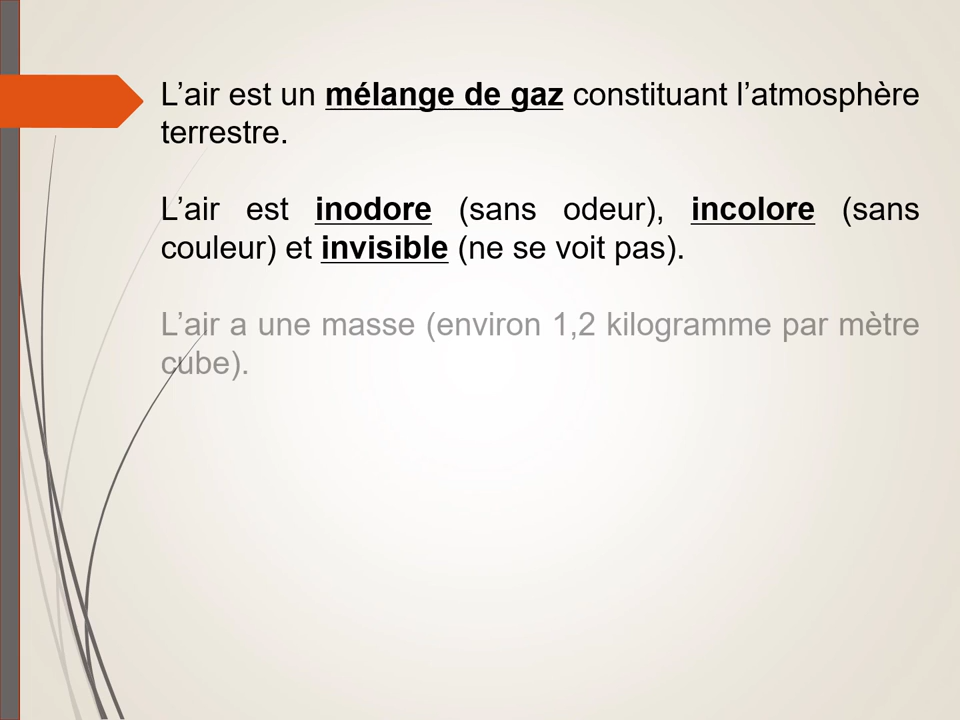 L’air est un mélange de gaz constituant l’atmosphère
terrestre.
L’air est inodore (sans odeur), incolore (sans
couleur) et invisible (ne se voit pas).
L’air a une masse (environ 1,2 kilogramme par mètre
cube).